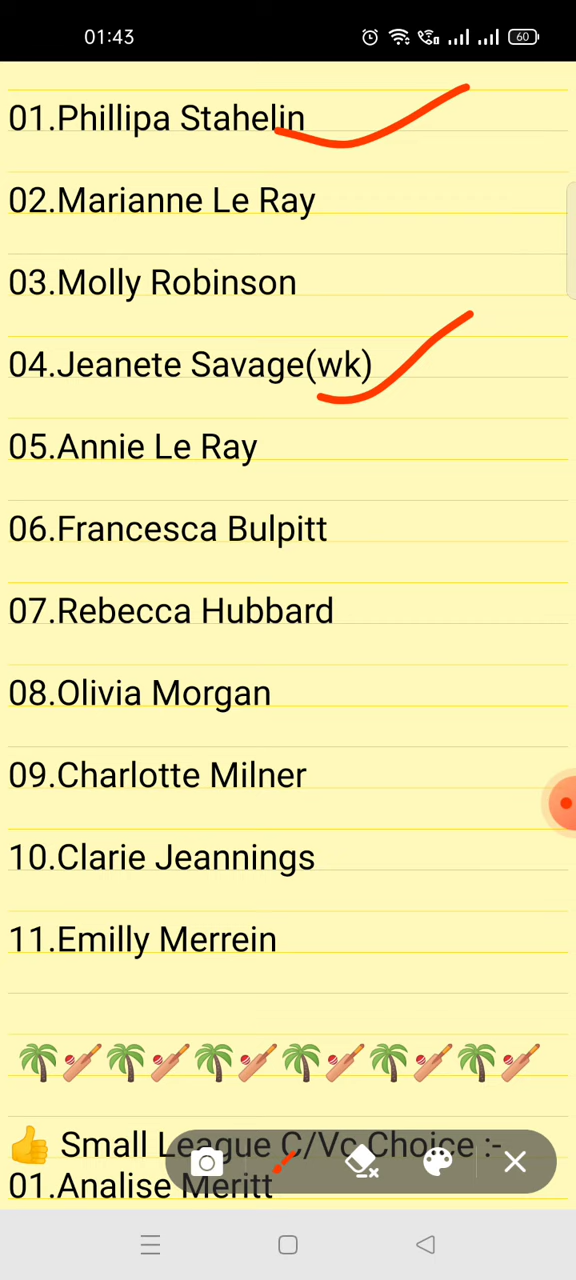 01:43
60
01.Phillipa Stahelin
02.Marianne Le Ray
03.Molly Robinson
04.Jeanete Savage(wk)
05.Annie Le Ray
06.Francesca Bulpitt
07.Rebecca Hubbard
08.Olivia Morgan
09.Charlotte Milner
10.Clarie Jeannings
11.Emilly Merrein
👍 Small League C/Vc Choice :-
01.Analise Meritt